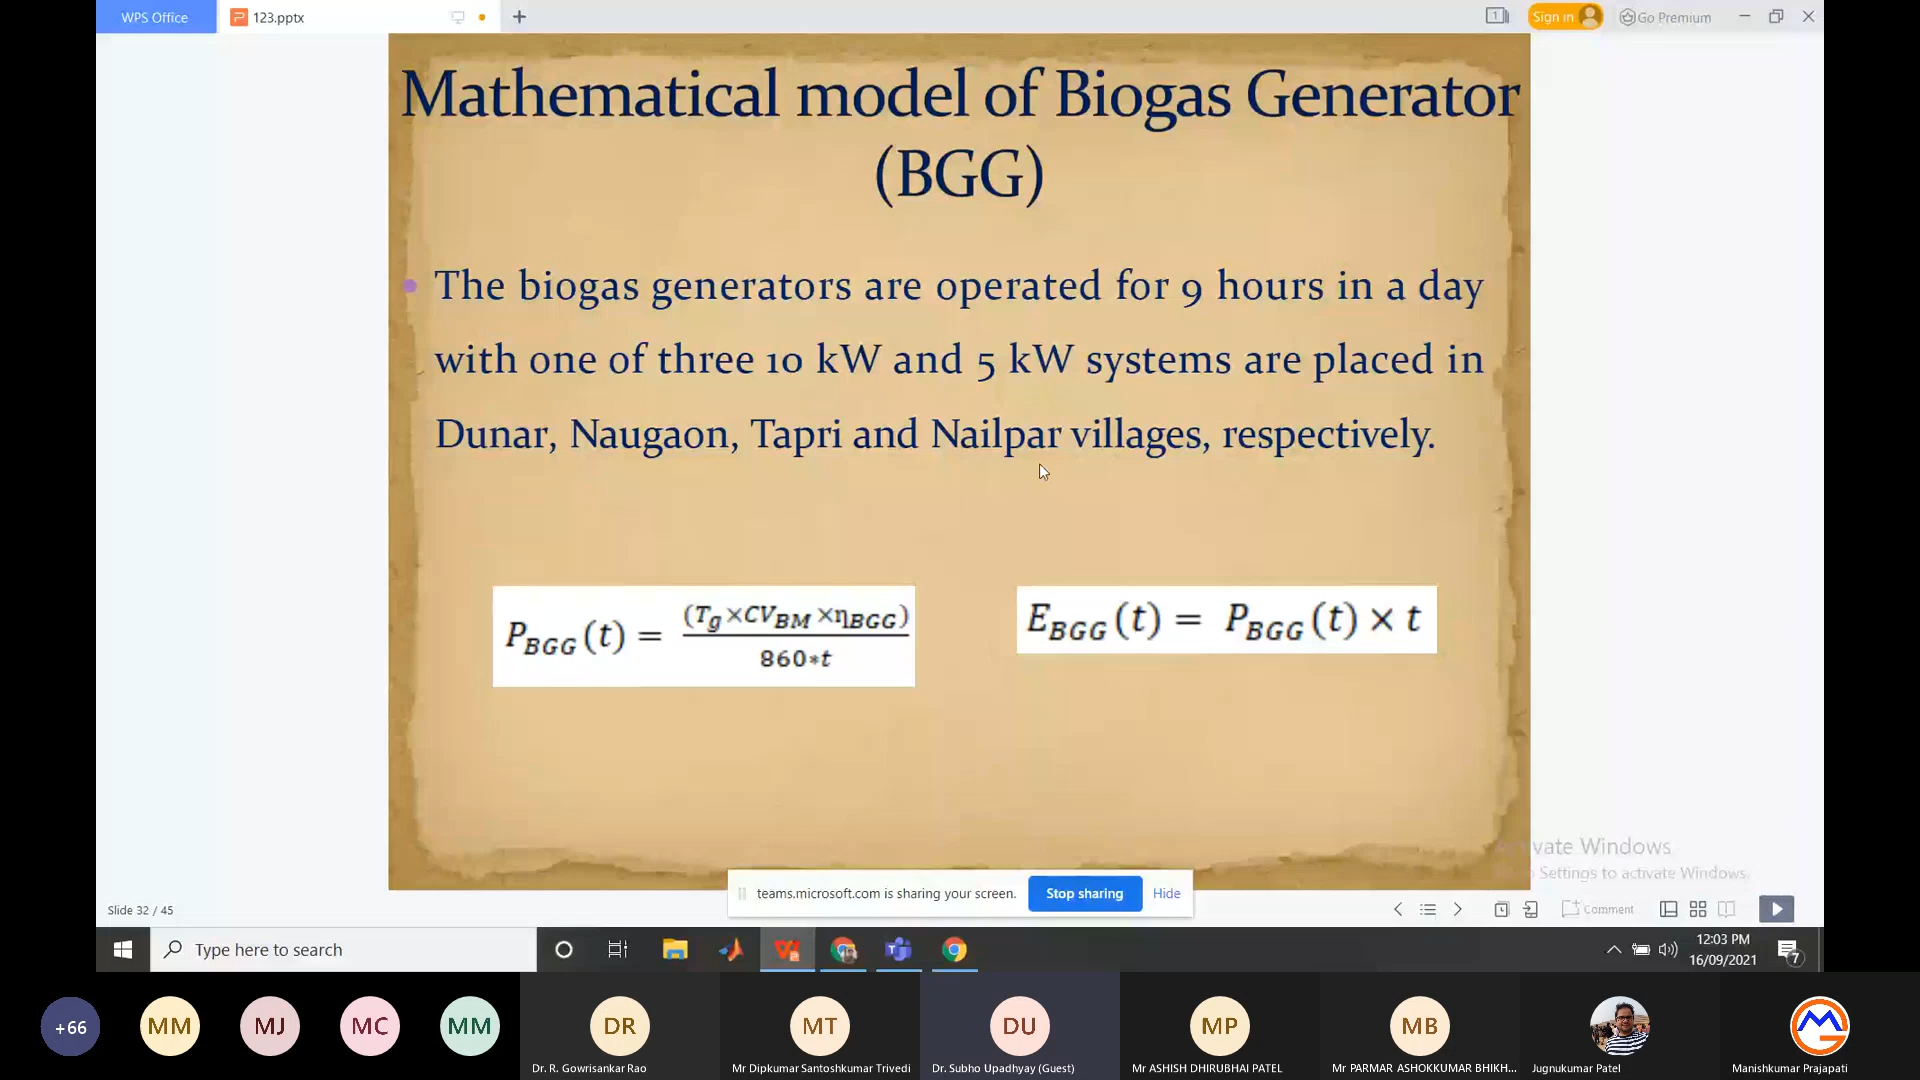 WPS Office
123.pptx
Sign in
Go Premium
Mathematical model of Biogas Generator
(BGG)
The biogas generators are operated for 9 hours in a day
with one of three 10 kW and 5 kW systems are placed in
Dunar, Naugaon, Tapri and Nailpar villages, respectively.
P_BGG(t) = (T_g×CV_BM×η_BGG) / 860*t
E_BGG(t) = P_BGG(t) × t
vate Windows
Settings to activate Windows.
teams.microsoft.com is sharing your screen.
Stop sharing
Hide
Slide 32 / 45
Comment
Type here to search
12:03 PM
16/09/2021
7
+66
MM
MJ
MC
MM
DR
MT
DU
MP
MB
Dr. R. Gowrisankar Rao
Mr Dipkumar Santoshkumar Trivedi
Dr. Subho Upadhyay (Guest)
Mr ASHISH DHIRUBHAI PATEL
Mr PARMAR ASHOKKUMAR BHIKH...
Jugnukumar Patel
Manishkumar Prajapati